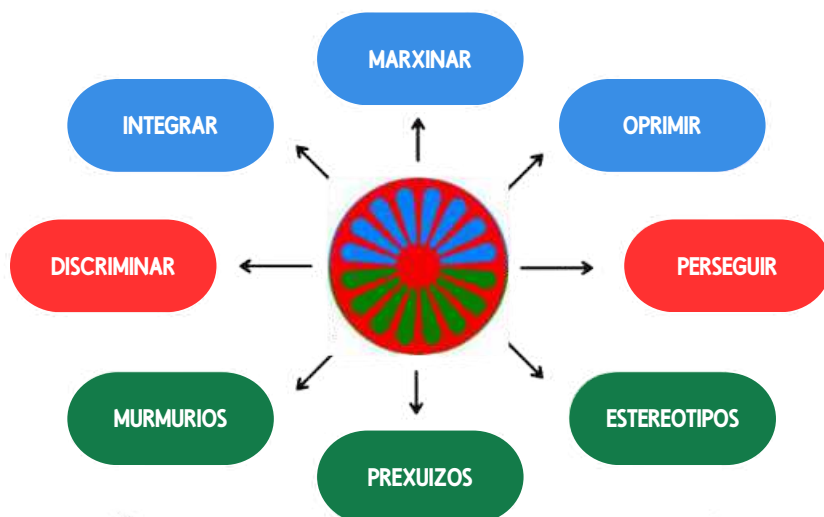 MARXINAR
INTEGRAR
OPRIMIR
DISCRIMINAR
PERSEGUIR
MURMURIOS
ESTEREOTIPOS
PREXUIZOS